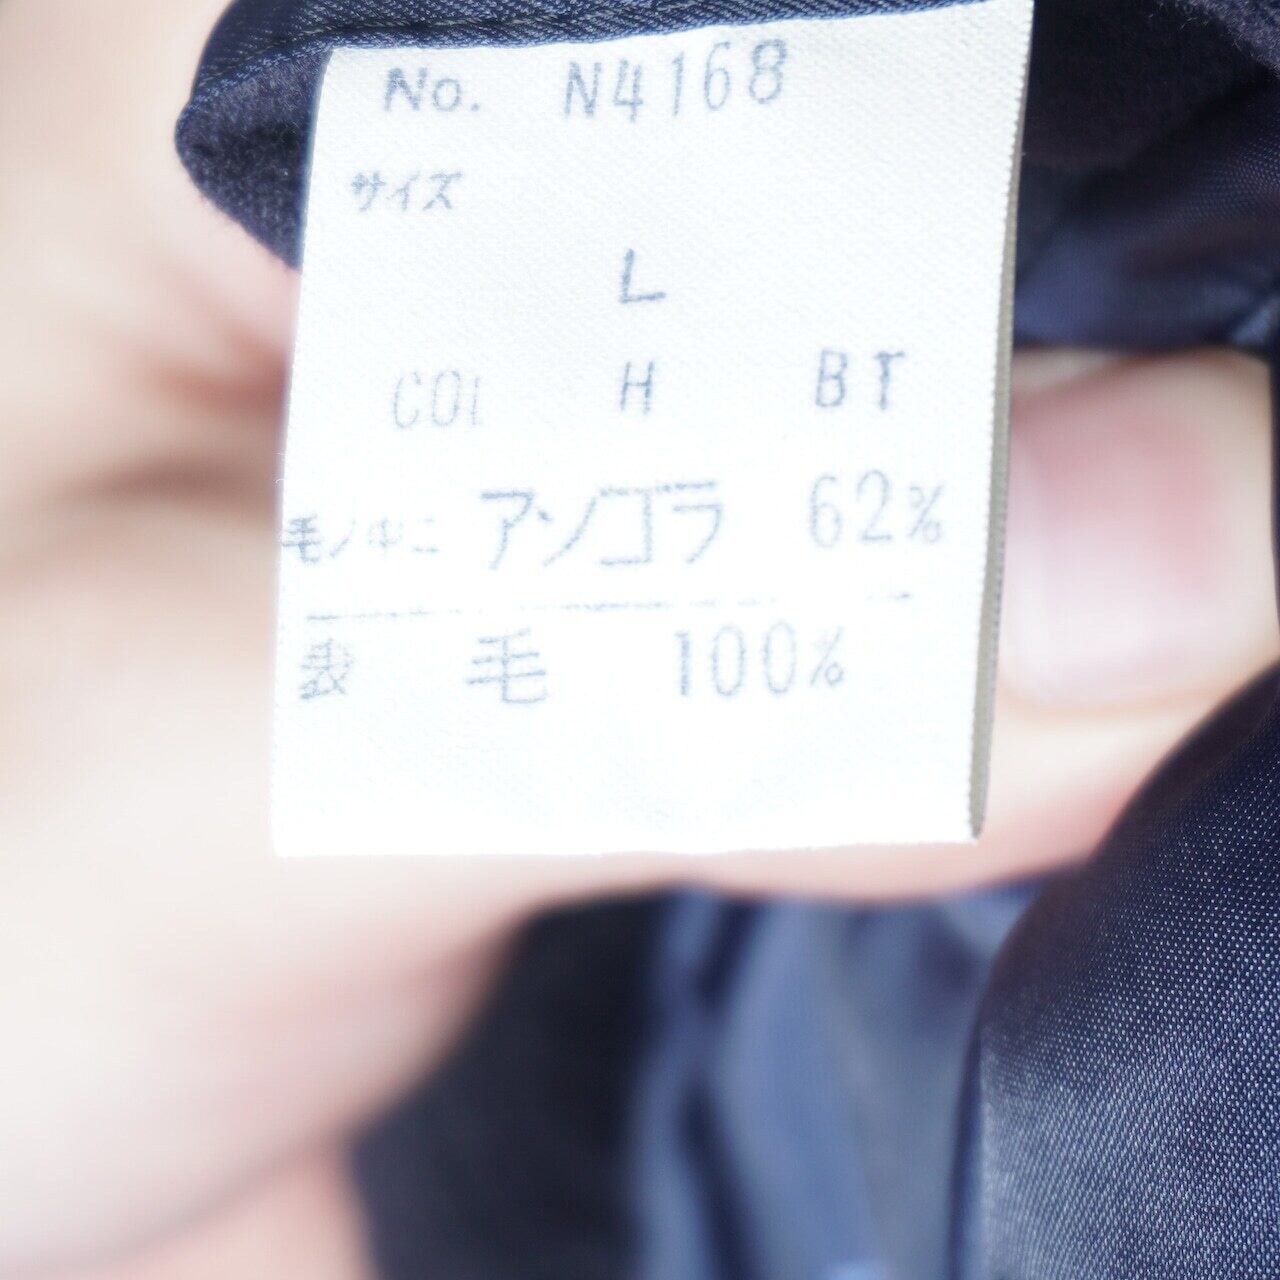 No. N4168
サイズ
L
COl H BT
毛ノ中ニ アンゴラ 62%
表 毛 100%